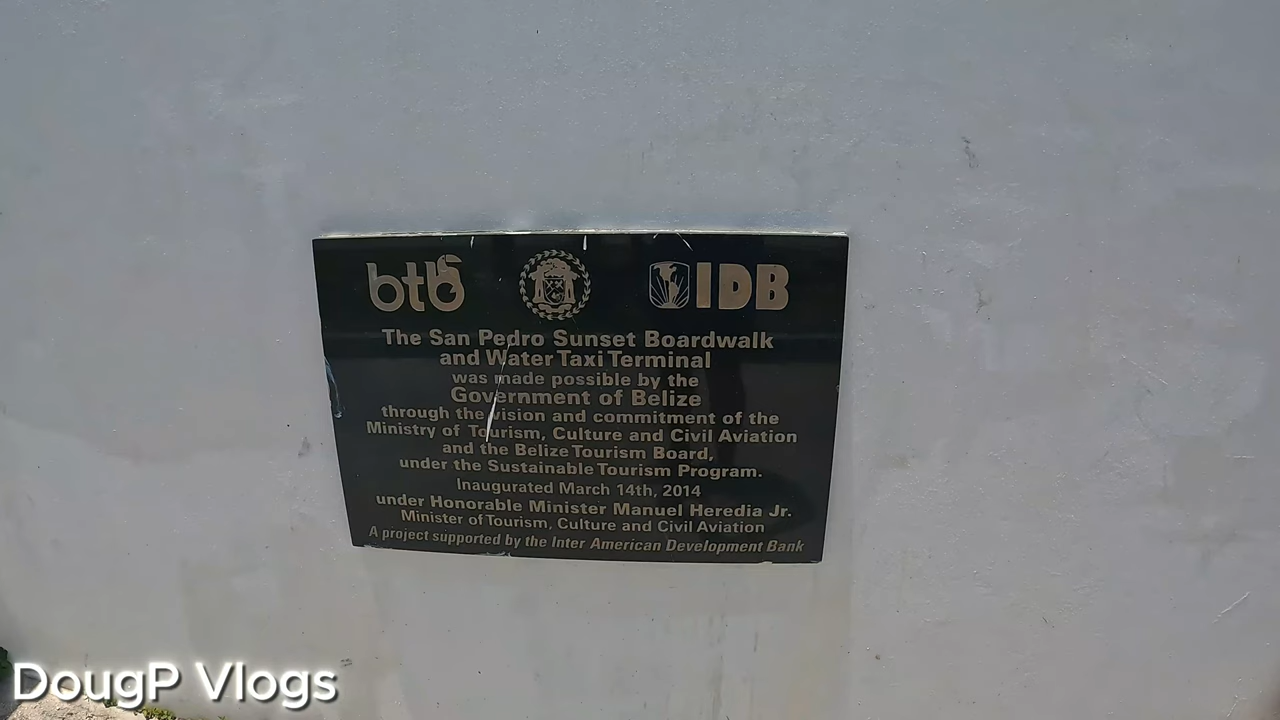 btb IDB
The San Pedro Sunset Boardwalk
and Water Taxi Terminal
was made possible by the
Government of Belize
through the vision and commitment of the
Ministry of Tourism, Culture and Civil Aviation
and the Belize Tourism Board,
under the Sustainable Tourism Program.
Inaugurated March 14th, 2014
under Honorable Minister Manuel Heredia Jr.
Minister of Tourism, Culture and Civil Aviation
A project supported by the Inter American Development Bank
DougP Vlogs